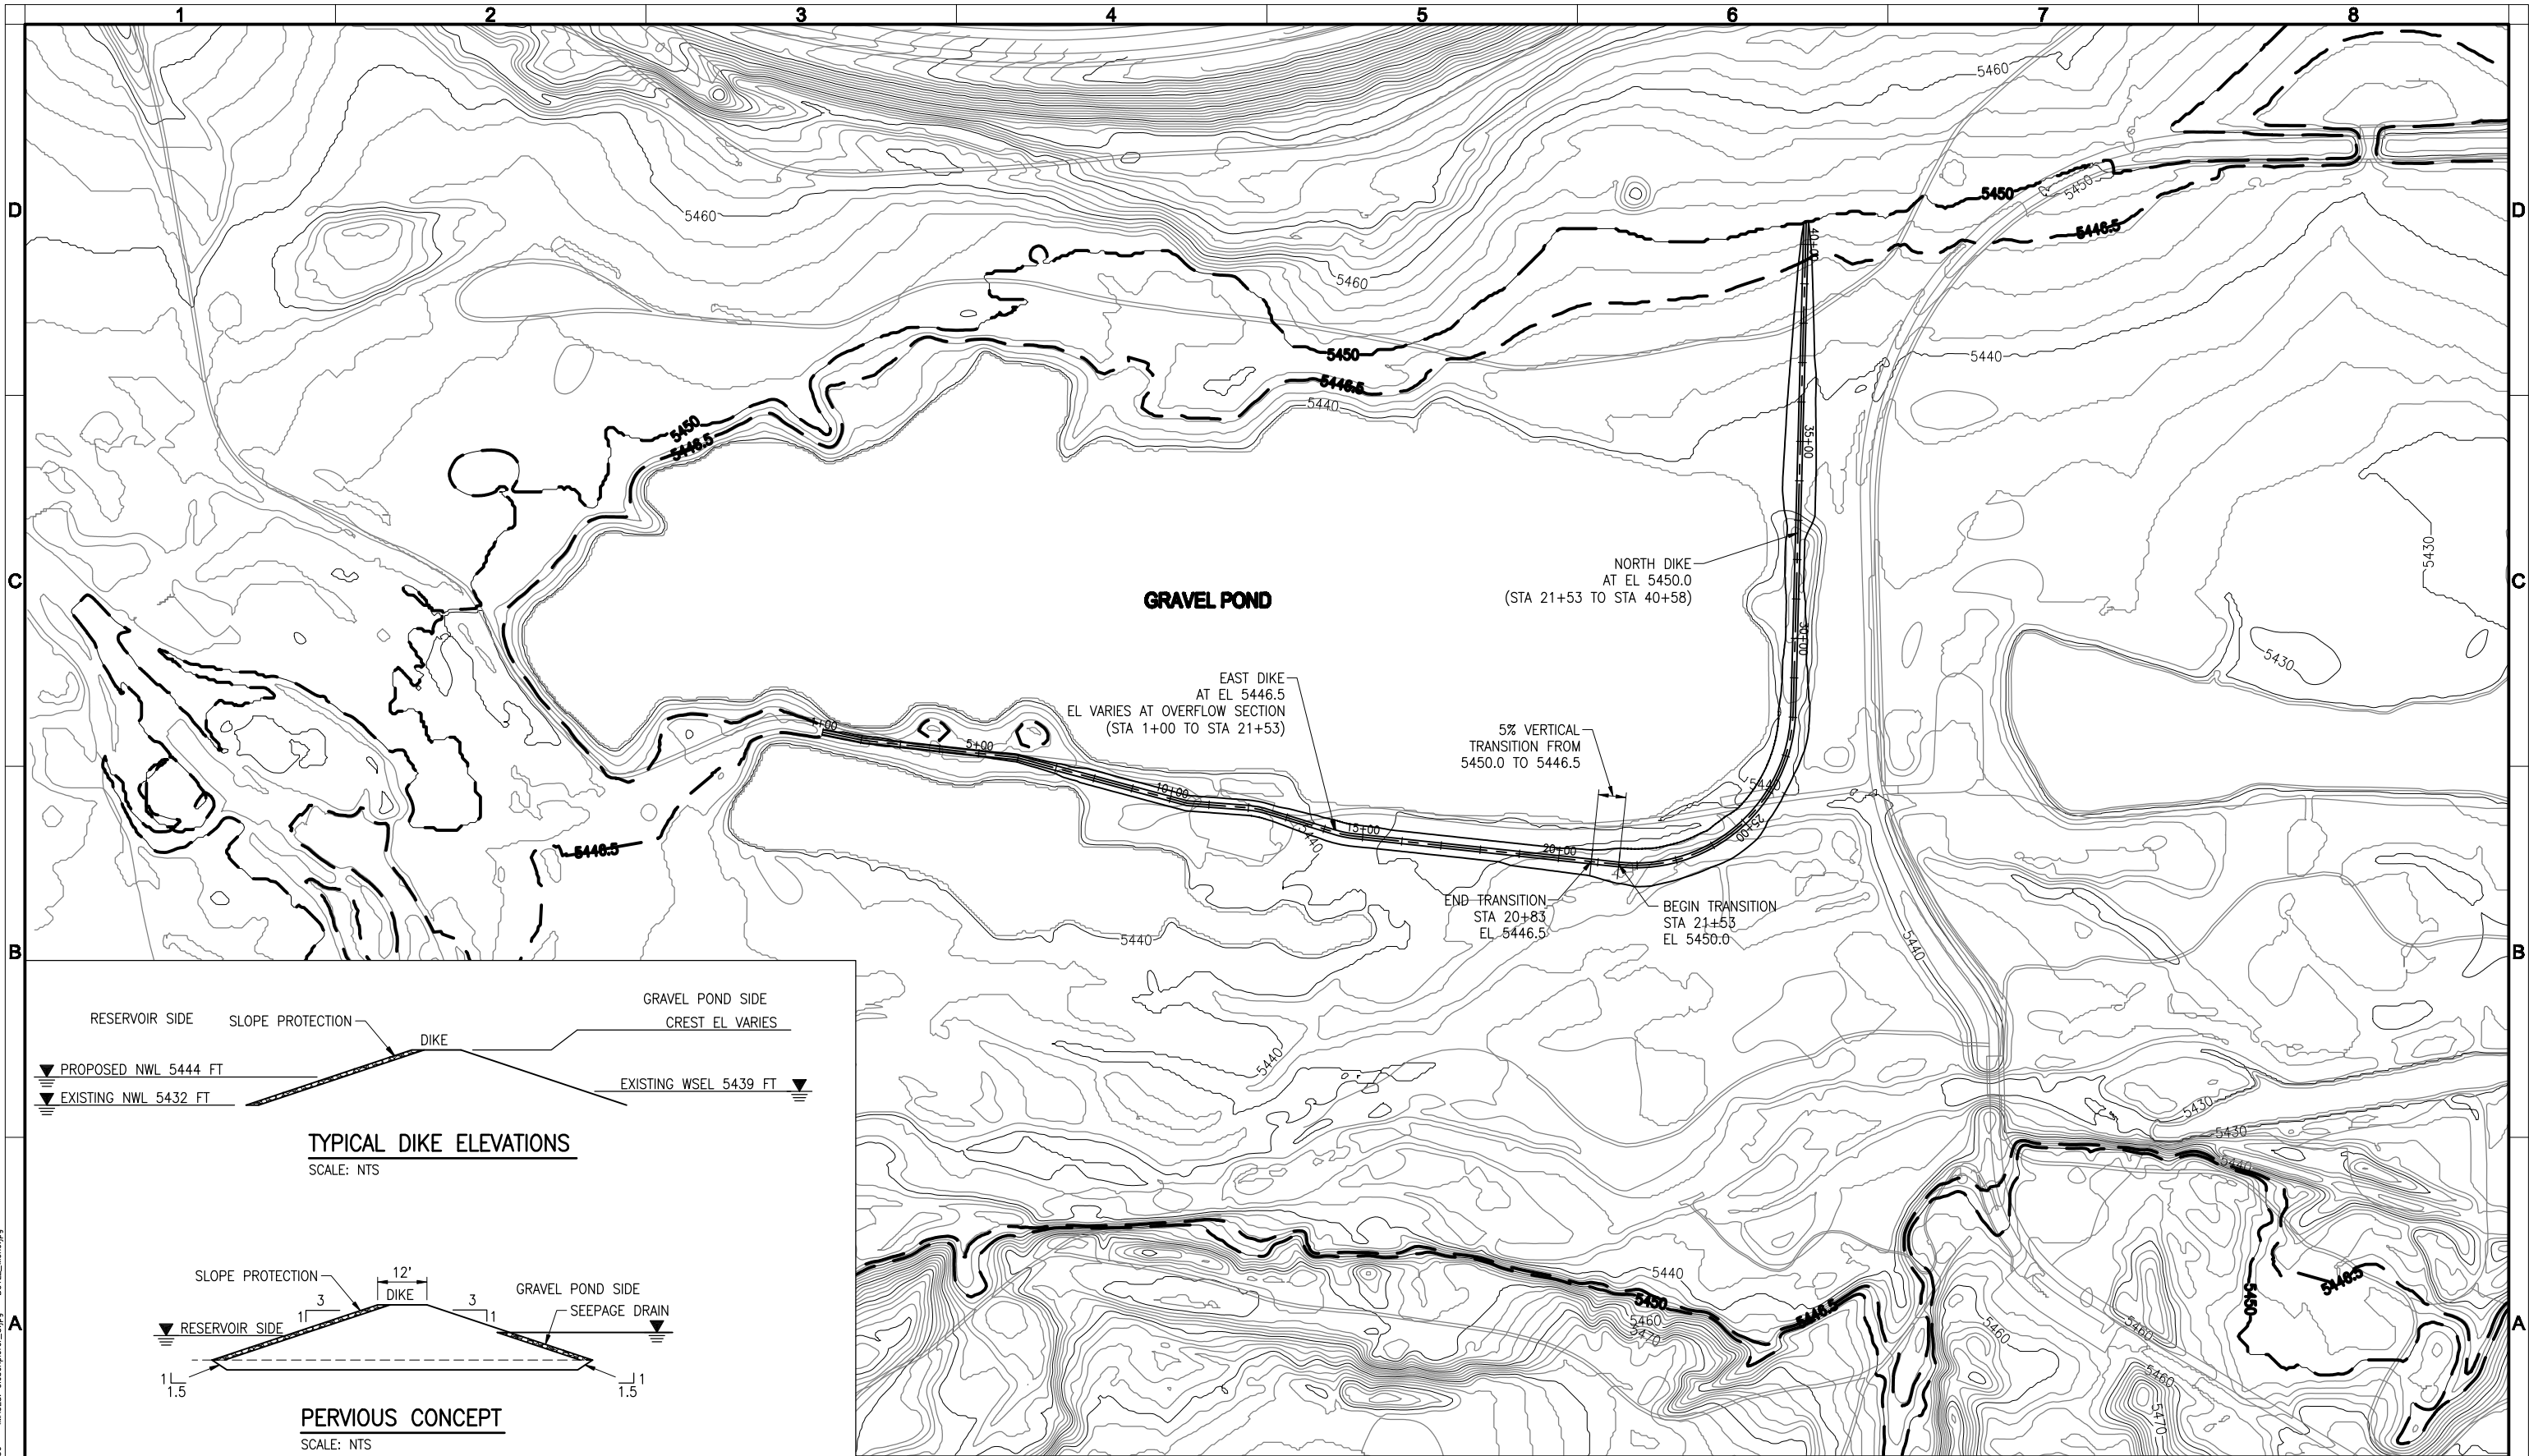 1 2 3 4 5 6 7 8
5460
5460
5450
5450
5446.5
D
D
40+00
5460
5440
5450
5446.5
5440
5450
5446.5
35+00
5430
NORTH DIKE
AT EL 5450.0
(STA 21+53 TO STA 40+58)
C
C
GRAVEL POND
30+00
5430
EAST DIKE
AT EL 5446.5
EL VARIES AT OVERFLOW SECTION
(STA 1+00 TO STA 21+53)
1+00
5+00
5% VERTICAL
TRANSITION FROM
5450.0 TO 5446.5
5440
10+00
15+00
25+00
5440
20+00
5446.5
END TRANSITION
STA 20+83
EL 5446.5
BEGIN TRANSITION
STA 21+53
EL 5450.0
5440
5440
B
B
5440
5430
5430
5440
RESERVOIR SIDE
SLOPE PROTECTION
GRAVEL POND SIDE
CREST EL VARIES
DIKE
PROPOSED NWL 5444 FT
EXISTING WSEL 5439 FT
EXISTING NWL 5432 FT
TYPICAL DIKE ELEVATIONS
SCALE: NTS
5440
5450
5446.5
5460
5470
5450
5446.5
5460
5460
5460
5470
A
A
SLOPE PROTECTION
12'
GRAVEL POND SIDE
3
DIKE
3
SEEPAGE DRAIN
1
1
RESERVOIR SIDE
1
1.5
1
1.5
PERVIOUS CONCEPT
SCALE: NTS